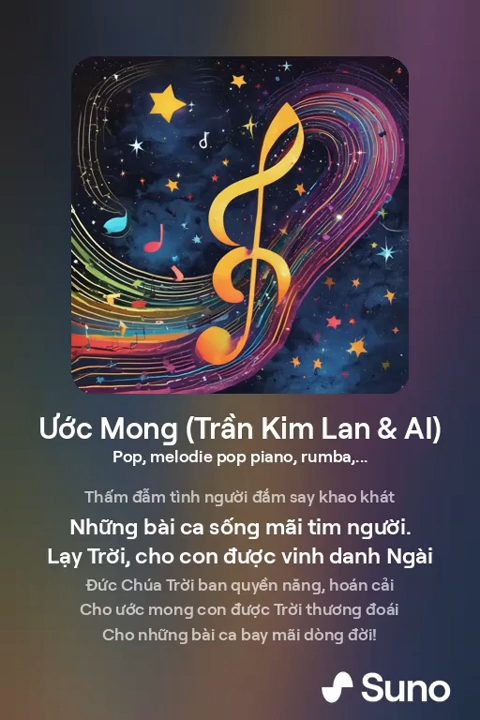 Ước Mong (Trần Kim Lan & AI)
Pop, melodie pop piano, rumba,...
Thấm đẫm tình người đắm say khao khát
Những bài ca sống mãi tim người.
Lạy Trời, cho con được vinh danh Ngài
Đức Chúa Trời ban quyền năng, hoán cải
Cho ước mong con được Trời thương đoái
Cho những bài ca bay mãi dòng đời!
Suno